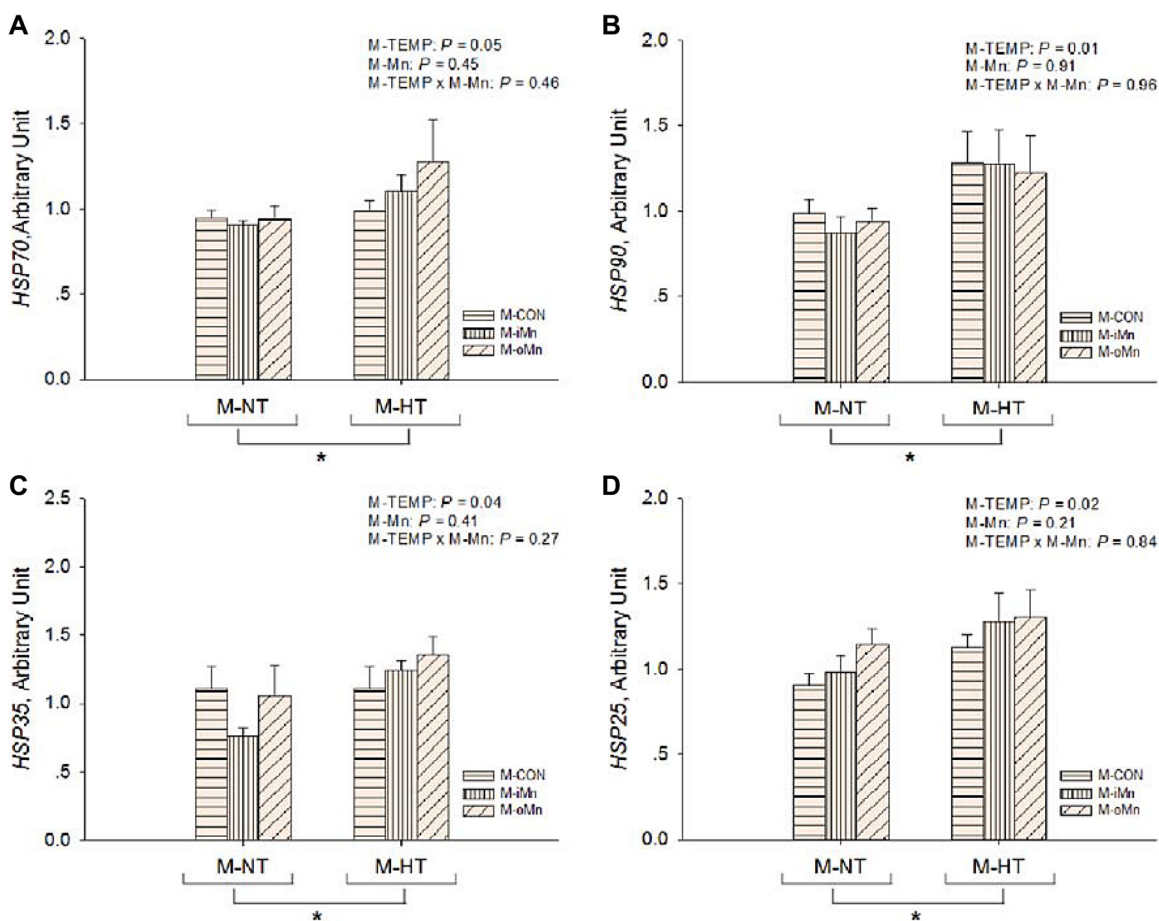 A
HSP70,Arbitrary Unit
2.0
1.5
1.0
.5
0.0
M-TEMP: P = 0.05
M-Mn: P = 0.45
M-TEMP x M-Mn: P = 0.46
M-CON
M-iMn
M-oMn
M-NT
M-HT
*
B
HSP90, Arbitrary Unit
2.0
1.5
1.0
.5
0.0
M-TEMP: P = 0.01
M-Mn: P = 0.91
M-TEMP x M-Mn: P = 0.96
M-CON
M-iMn
M-oMn
M-NT
M-HT
*
C
HSP35, Arbitrary Unit
2.5
2.0
1.5
1.0
.5
0.0
M-TEMP: P = 0.04
M-Mn: P = 0.41
M-TEMP x M-Mn: P = 0.27
M-CON
M-iMn
M-oMn
M-NT
M-HT
*
D
HSP25, Arbitrary Unit
2.0
1.5
1.0
.5
0.0
M-TEMP: P = 0.02
M-Mn: P = 0.21
M-TEMP x M-Mn: P = 0.84
M-CON
M-iMn
M-oMn
M-NT
M-HT
*